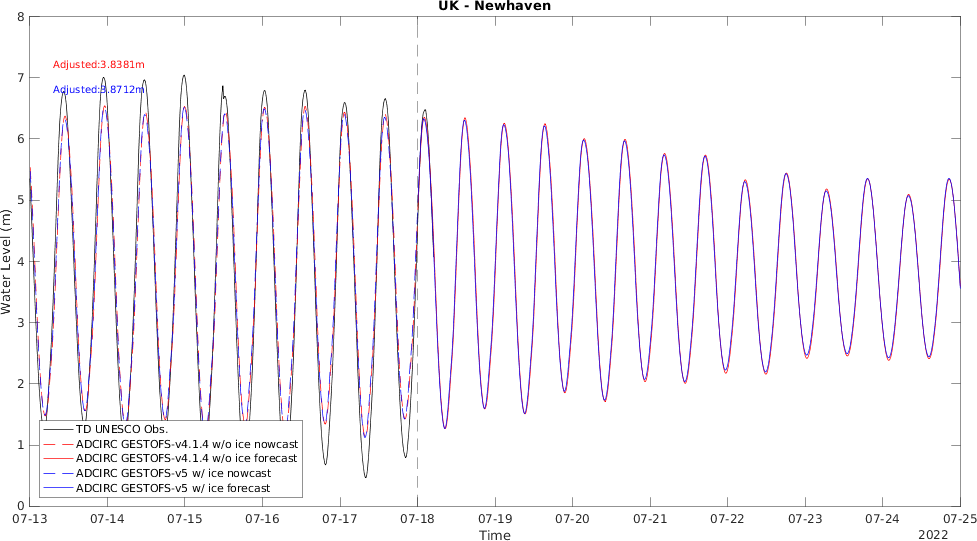 UK - Newhaven
8
7
6
5
4
3
2
1
0
Water Level (m)
Adjusted:3.8381m
Adjusted:3.8712m
TD UNESCO Obs.
ADCIRC GESTOFS-v4.1.4 w/o ice nowcast
ADCIRC GESTOFS-v4.1.4 w/o ice forecast
ADCIRC GESTOFS-v5 w/ ice nowcast
ADCIRC GESTOFS-v5 w/ ice forecast
07-13 07-14 07-15 07-16 07-17 07-18 07-19 07-20 07-21 07-22 07-23 07-24 07-25
Time
2022